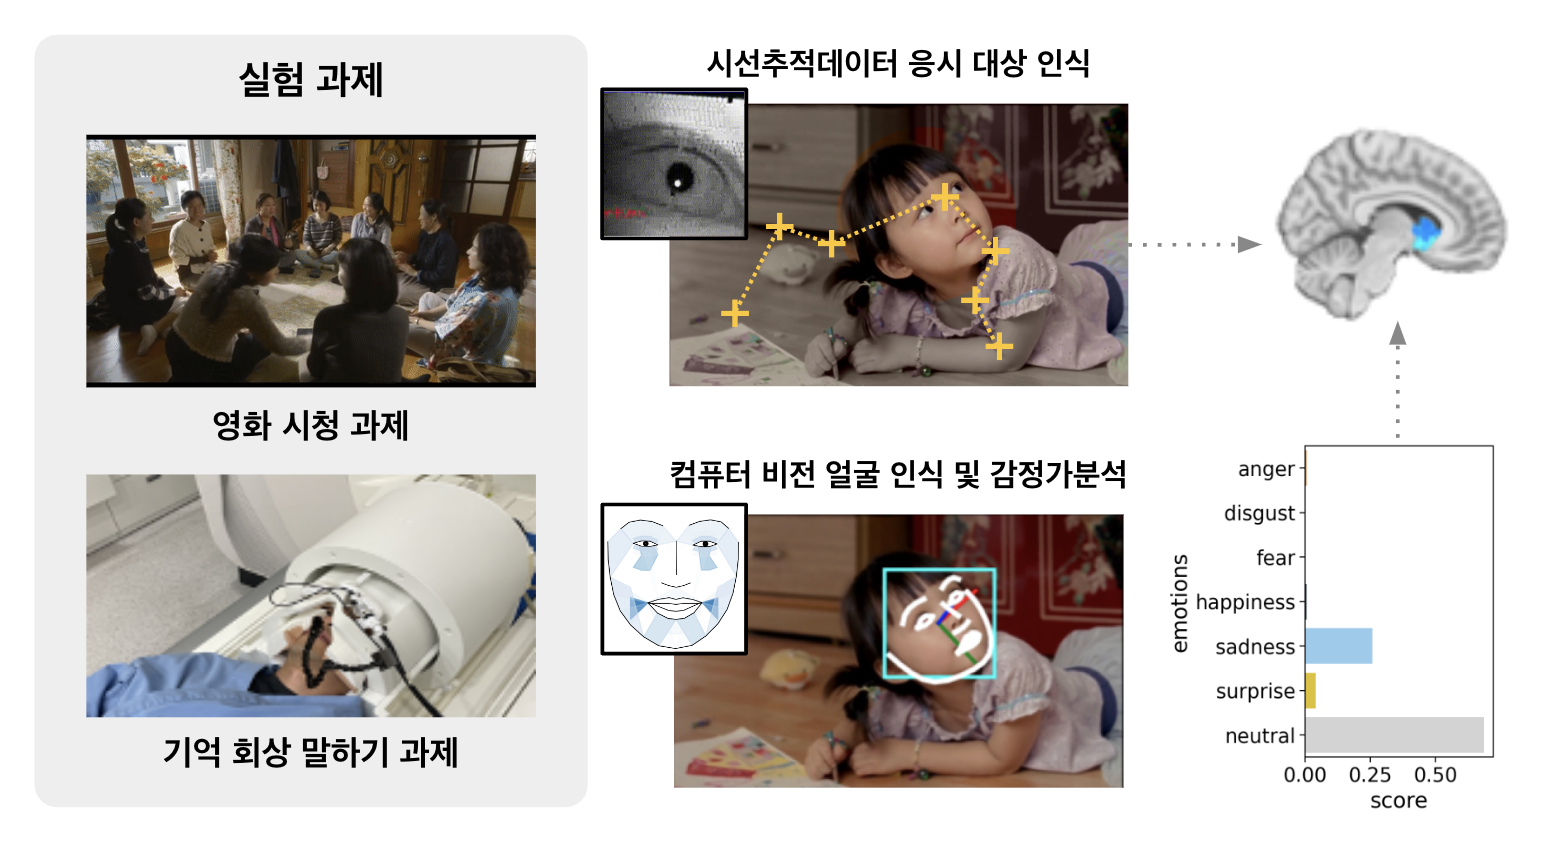 실험 과제
영화 시청 과제
기억 회상 말하기 과제
시선추적데이터 응시 대상 인식
컴퓨터 비전 얼굴 인식 및 감정가분석
emotions
anger
disgust
fear
happiness
sadness
surprise
neutral
0.00 0.25 0.50
score